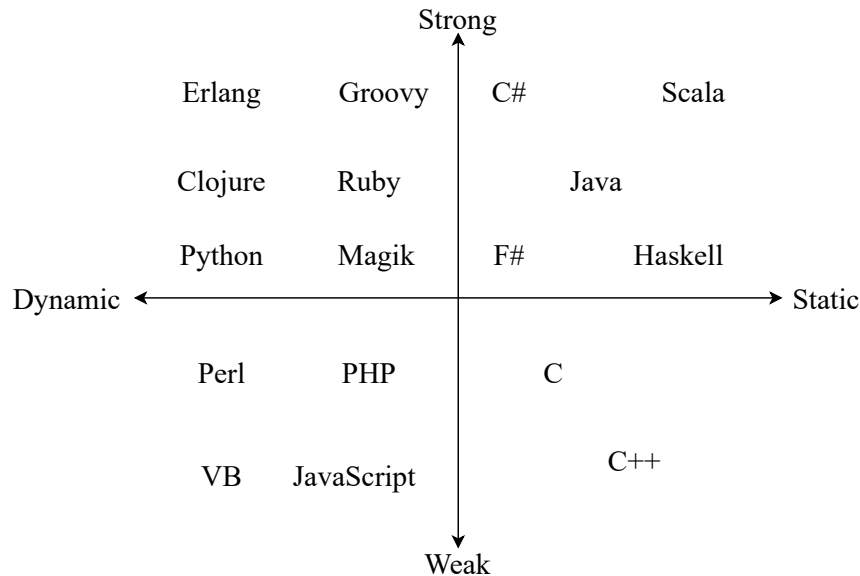 Strong
Erlang Groovy C# Scala
Clojure Ruby Java
Python Magik F# Haskell
Dynamic Static
Perl PHP C
VB JavaScript C++
Weak